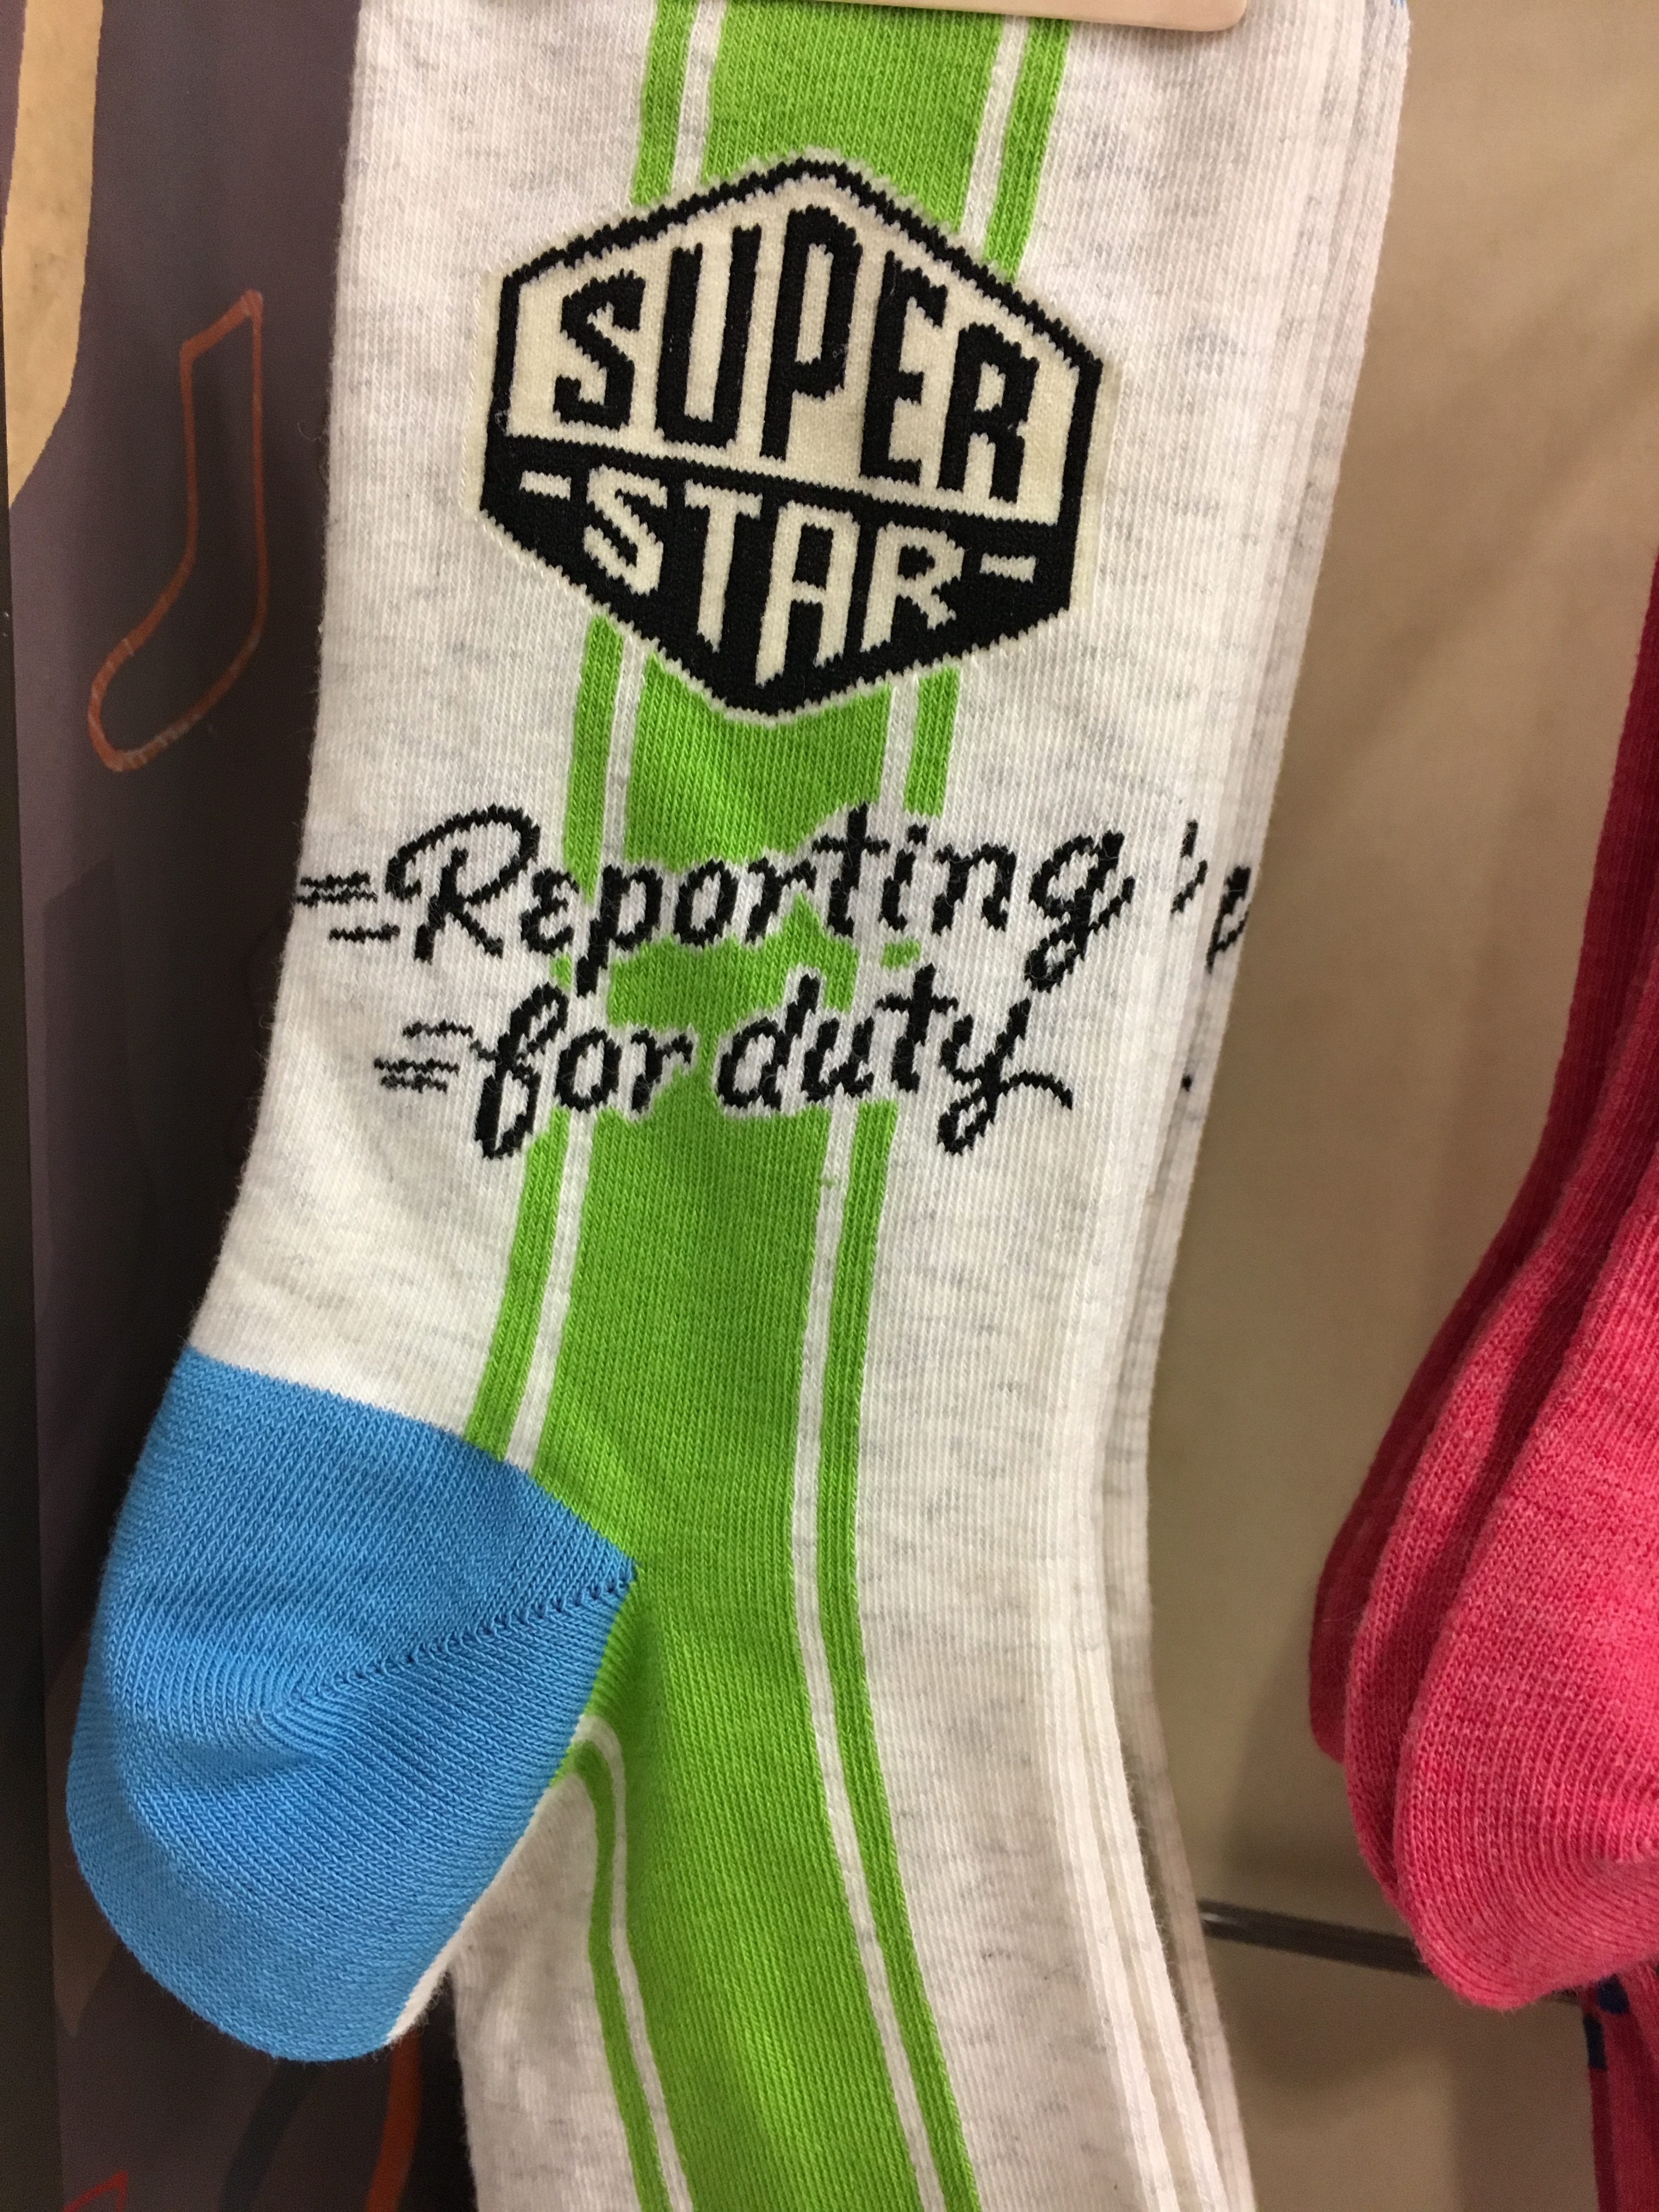 SUPER
-STAR-
Reporting
for duty